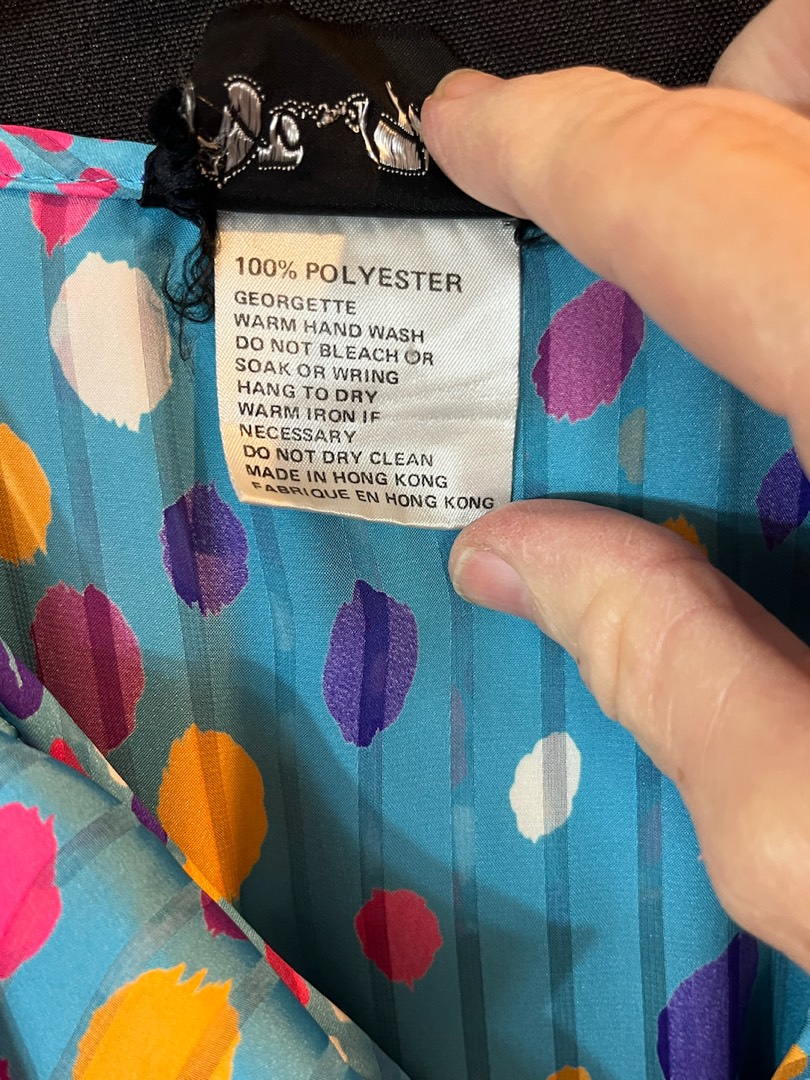 100% POLYESTER
GEORGETTE
WARM HAND WASH
DO NOT BLEACH OR
SOAK OR WRING
HANG TO DRY
WARM IRON IF
NECESSARY
DO NOT DRY CLEAN
MADE IN HONG KONG
FABRIQUE EN HONG KONG